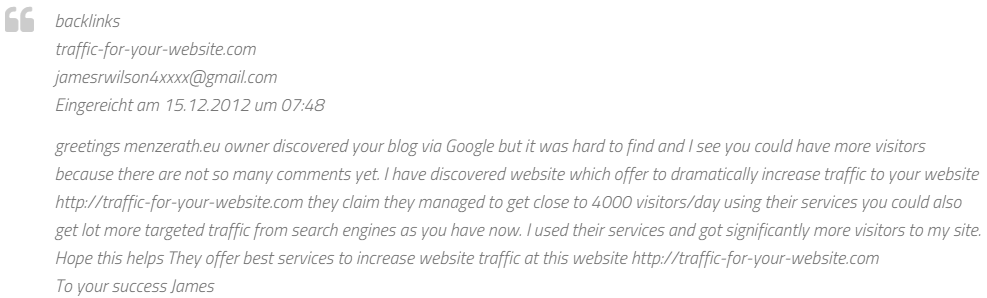 backlinks
traffic-for-your-website.com
jamesrwilson4xxxx@gmail.com
Eingereicht am 15.12.2012 um 07:48
greetings menzerath.eu owner discovered your blog via Google but it was hard to find and I see you could have more visitors
because there are not so many comments yet. I have discovered website which offer to dramatically increase traffic to your website
http://traffic-for-your-website.com they claim they managed to get close to 4000 visitors/day using their services you could also
get lot more targeted traffic from search engines as you have now. I used their services and got significantly more visitors to my site.
Hope this helps They offer best services to increase website traffic at this website http://traffic-for-your-website.com
To your success James